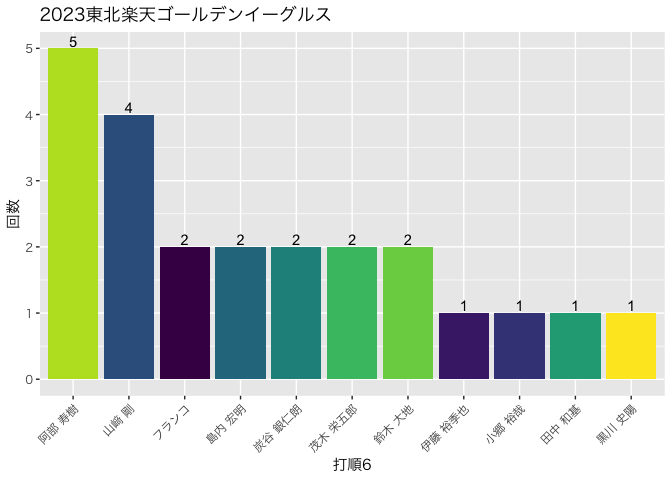 2023東北楽天ゴールデンイーグルス
回数
5
4
3
2
1
0
5
4
2
2
2
2
2
1
1
1
1
阿部 寿樹
山﨑 剛
フランコ
島内 宏明
炭谷 銀仁朗
茂木 栄五郎
鈴木 大地
伊藤 裕季也
小郷 裕哉
田中 和基
黒川 史陽
打順6